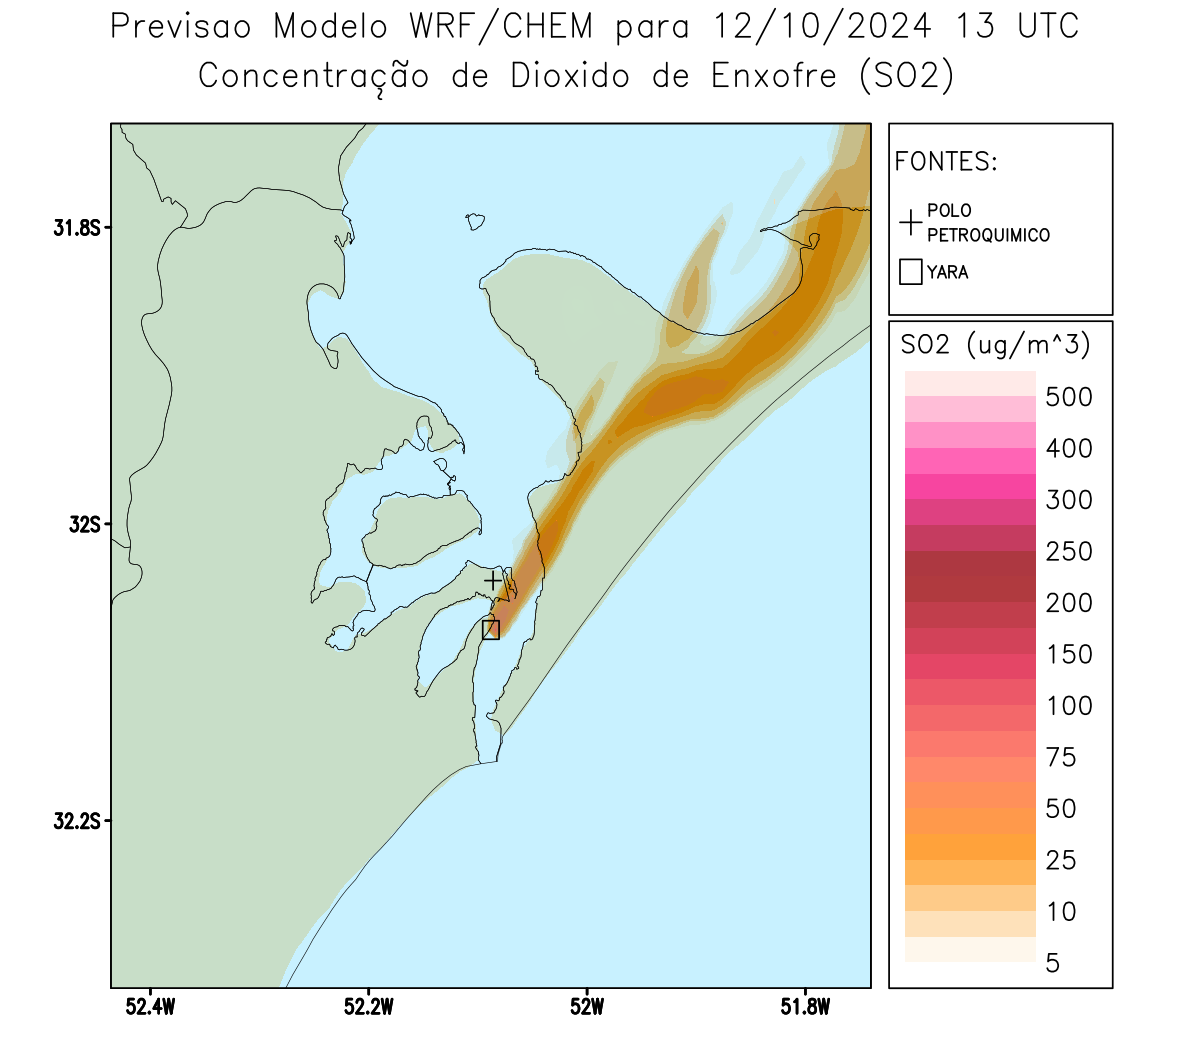 Previsao Modelo WRF/CHEM para 12/10/2024 13 UTC
Concentração de Dioxido de Enxofre (SO2)
FONTES:
POLO
PETROQUIMICO
YARA
SO2 (ug/m^3)
500
400
300
250
200
150
100
75
50
25
10
5
31.8S
32S
32.2S
52.4W
52.2W
52W
51.8W